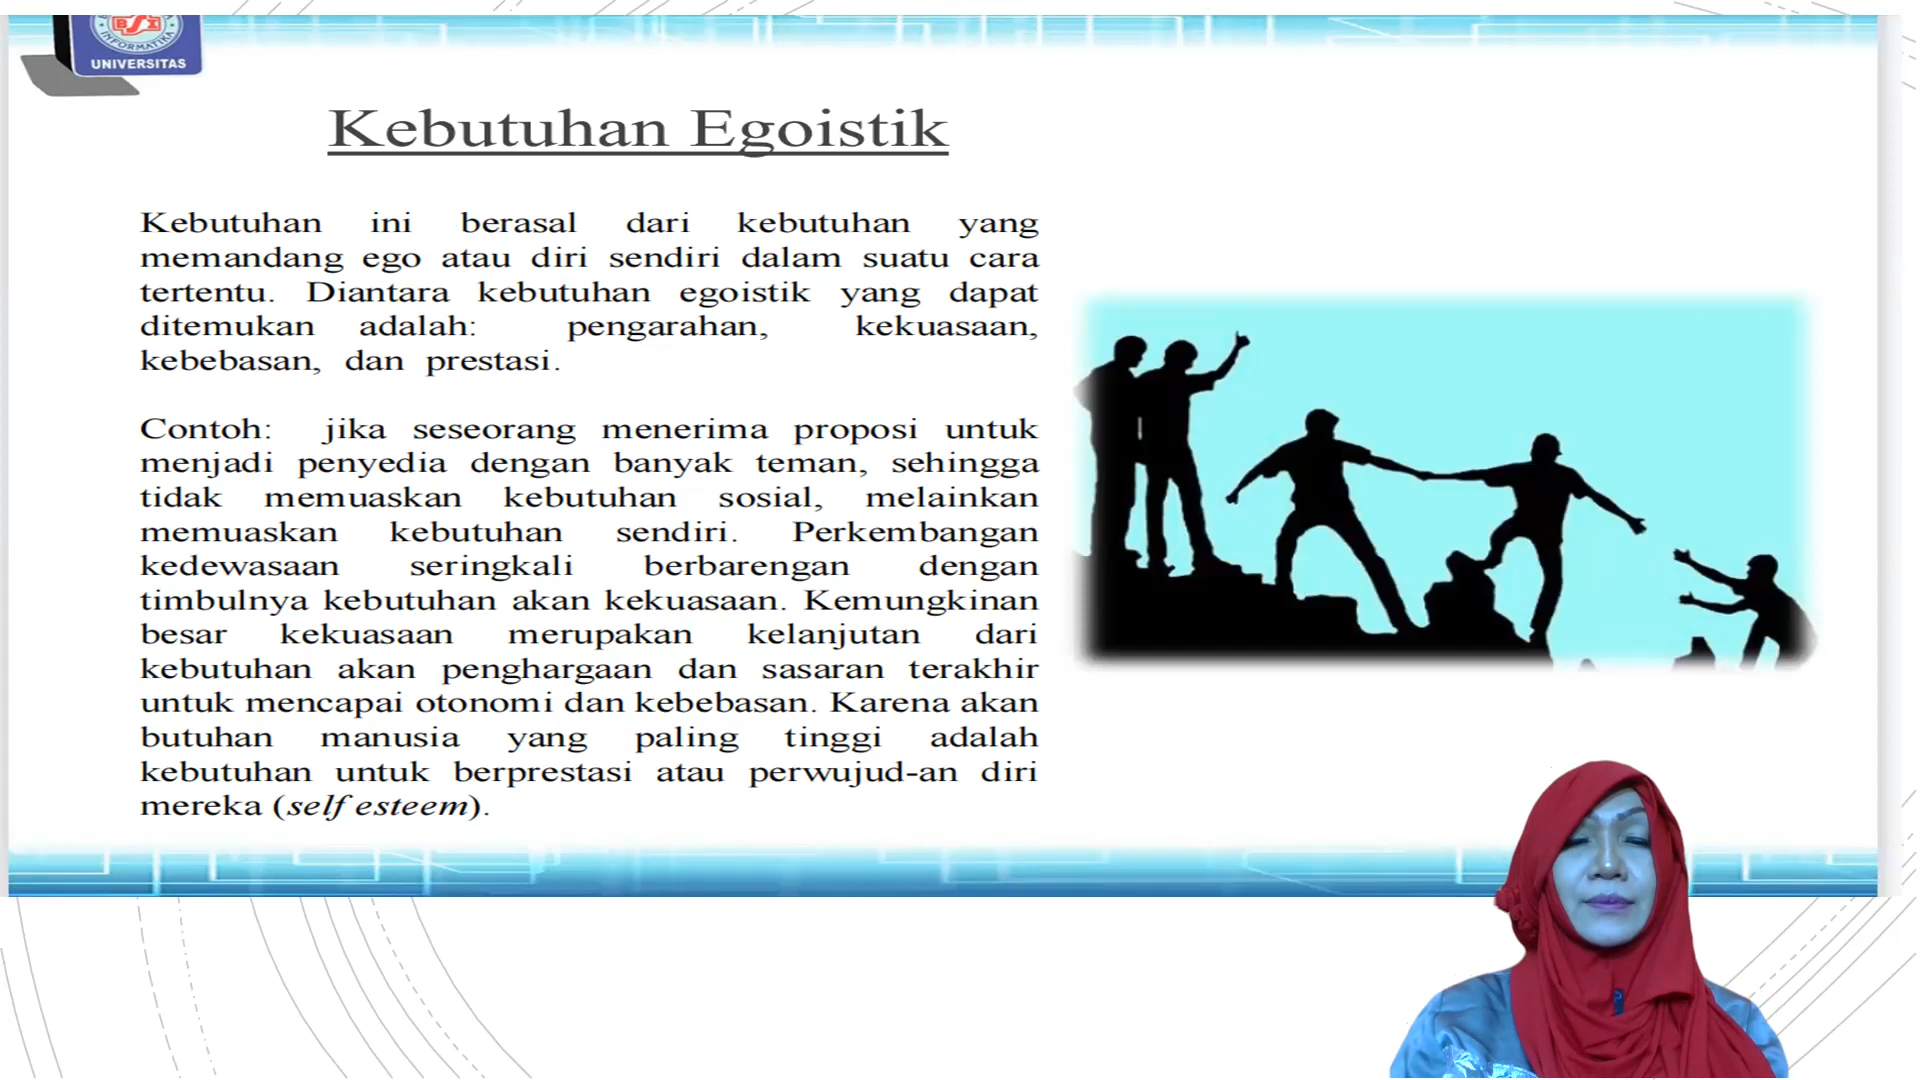 BSI
INFORMATIKA
UNIVERSITAS
Kebutuhan Egoistik
Kebutuhan ini berasal dari kebutuhan yang
memandang ego atau diri sendiri dalam suatu cara
tertentu. Diantara kebutuhan egoistik yang dapat
ditemukan adalah: pengarahan, kekuasaan,
kebebasan, dan prestasi.
Contoh: jika seseorang menerima proposi untuk
menjadi penyedia dengan banyak teman, sehingga
tidak memuaskan kebutuhan sosial, melainkan
memuaskan kebutuhan sendiri. Perkembangan
kedewasaan seringkali berbarengan dengan
timbulnya kebutuhan akan kekuasaan. Kemungkinan
besar kekuasaan merupakan kelanjutan dari
kebutuhan akan penghargaan dan sasaran terakhir
untuk mencapai otonomi dan kebebasan. Karena akan
butuhan manusia yang paling tinggi adalah
kebutuhan untuk berprestasi atau perwujud-an diri
mereka (self esteem).